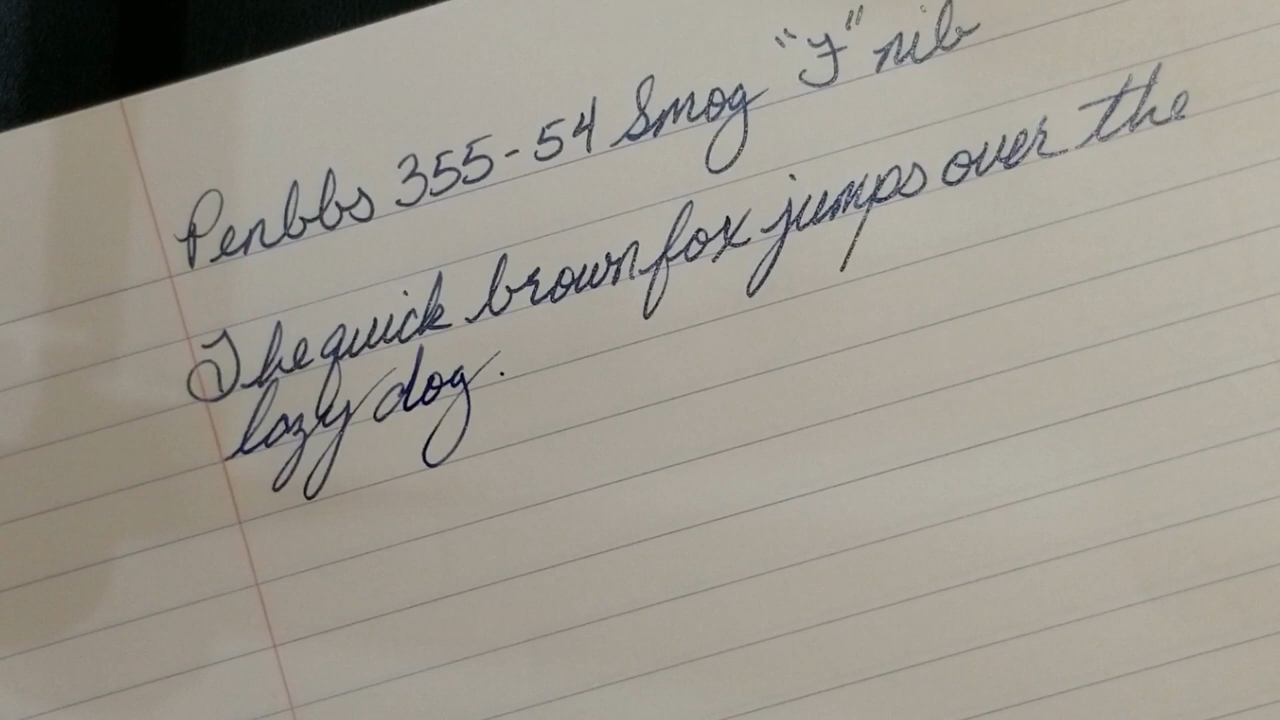 Penbbs 355-54 Smog "F" nib
The quick brown fox jumps over the
lazy dog.